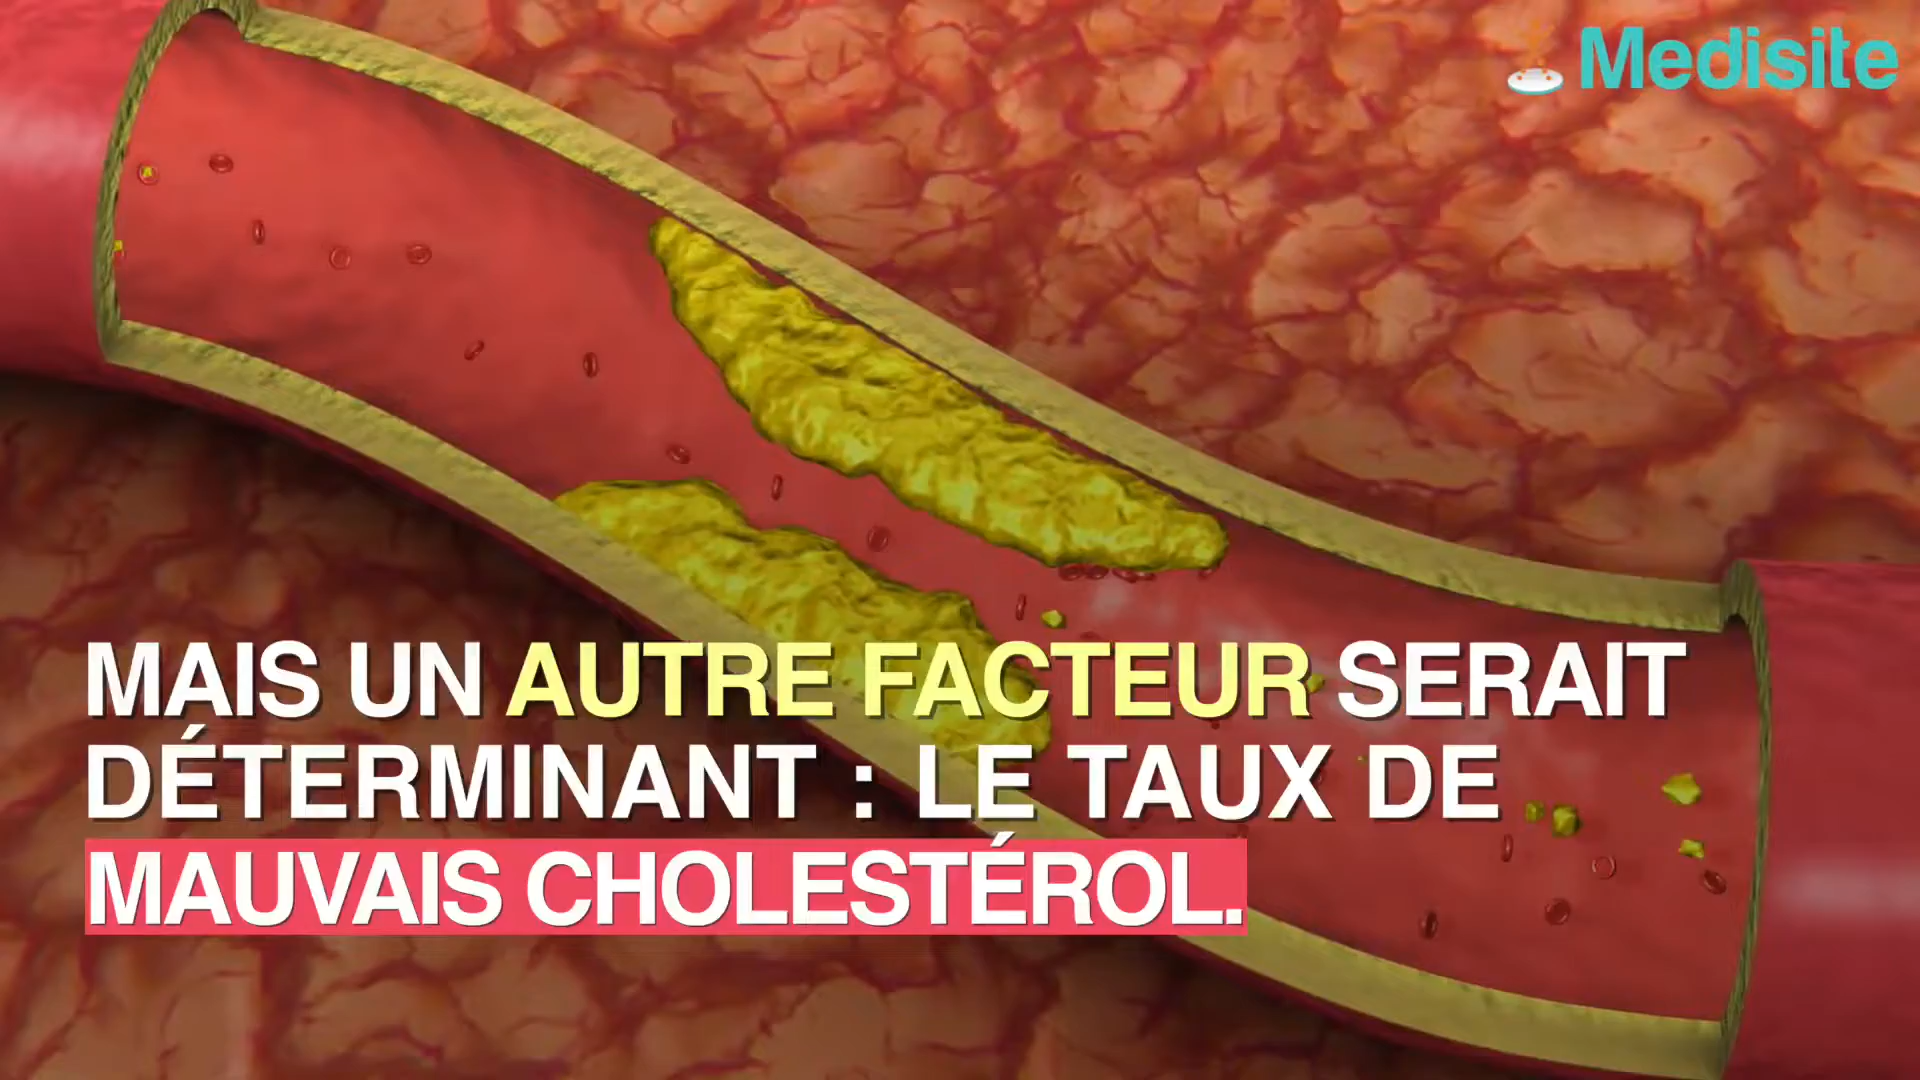 Medisite
MAIS UN AUTRE FACTEUR SERAIT
DÉTERMINANT : LE TAUX DE
MAUVAIS CHOLESTÉROL.